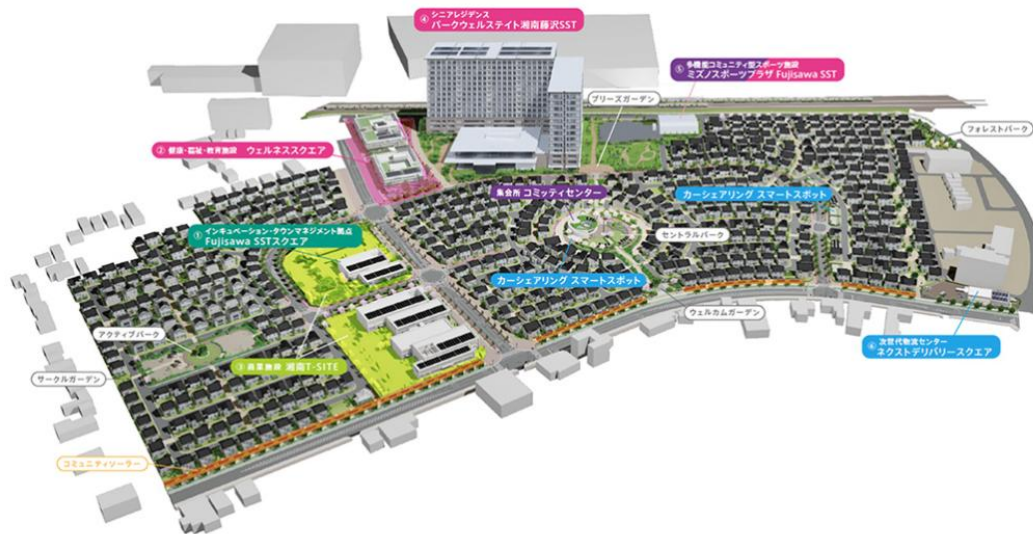 ④ シニアレジデンス
パークウェルステイト湘南藤沢SST
⑤ 多機能コミュニティ型スポーツ施設
ミズノスポーツプラザ Fujisawa SST
ブリーズガーデン
フォレストパーク
② 健康・福祉・教育施設 ウェルネススクエア
集会所 コミッティセンター
カーシェアリング スマートスポット
① インキュベーション・タウンマネジメント拠点
Fujisawa SSTスクエア
セントラルパーク
カーシェアリング スマートスポット
ウェルカムガーデン
アクティブパーク
⑥ 次世代物流センター
ネクストデリバリースクエア
③ 商業施設 湘南T-SITE
サークルガーデン
コミュニティソーラー